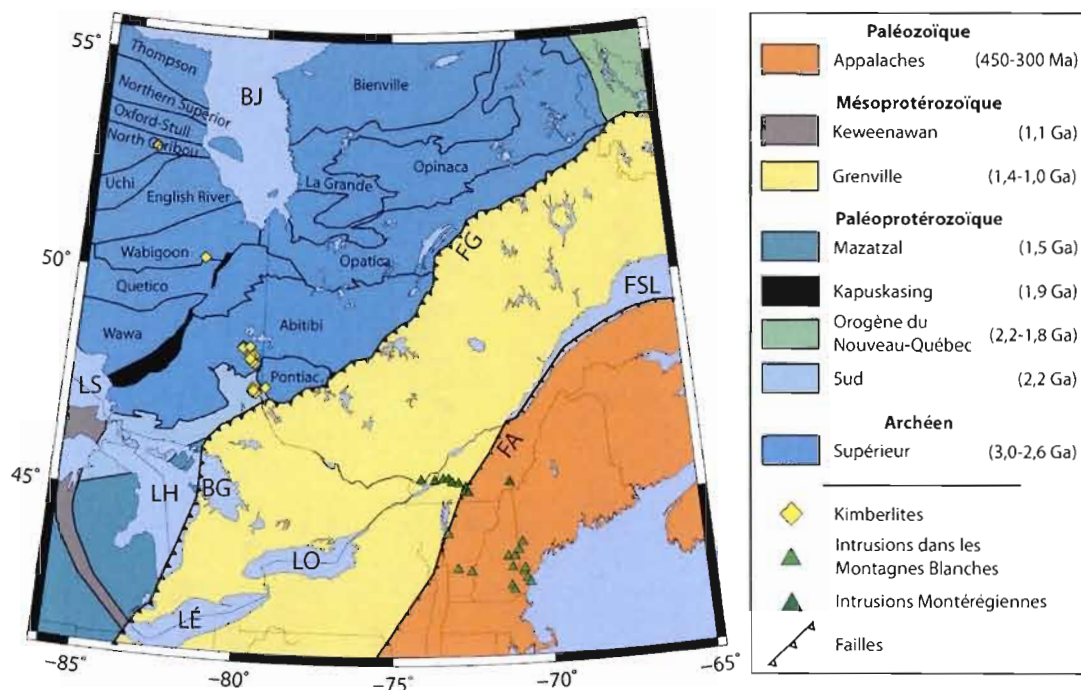 55°
50°
45°
−85°
−80°
−75°
−70°
−65°
Thompson
Northern Superior
Oxford-Stull
North Caribou
Uchi
English River
Wabigoon
Quetico
Wawa
BJ
Bienville
La Grande
Opinaca
Opatica
Abitibi
Pontiac
FG
FSL
LS
LH
BG
LO
LÉ
FA
Paléozoïque
Appalaches (450-300 Ma)
Mésoprotérozoïque
Keweenawan (1,1 Ga)
Grenville (1,4-1,0 Ga)
Paléoprotérozoïque
Mazatzal (1,5 Ga)
Kapuskasing (1,9 Ga)
Orogène du
Nouveau-Québec (2,2-1,8 Ga)
Sud (2,2 Ga)
Archéen
Supérieur (3,0-2,6 Ga)
Kimberlites
Intrusions dans les
Montagnes Blanches
Intrusions Montérégiennes
Failles